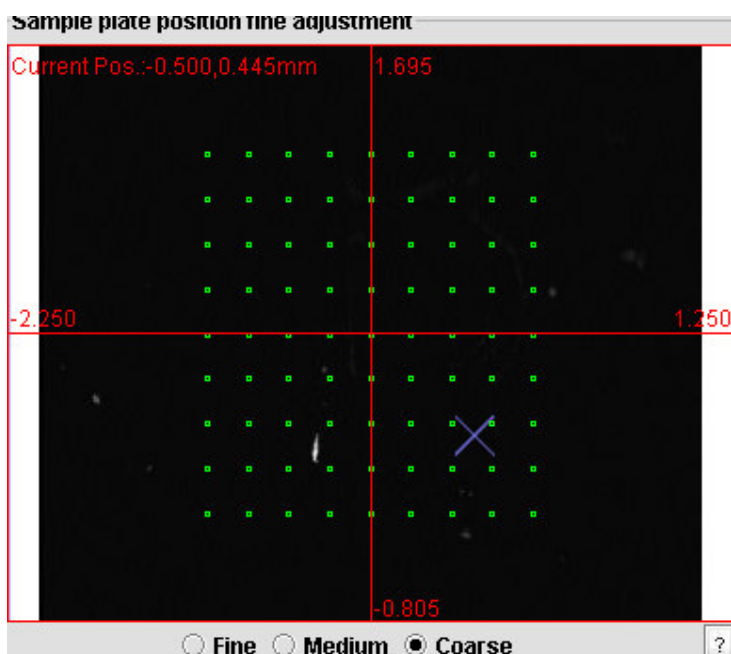 Sample plate position fine adjustment
Current Pos.:-0.500,0.445mm 1.695
-2.250 1.250
-0.805
Fine Medium Coarse ?